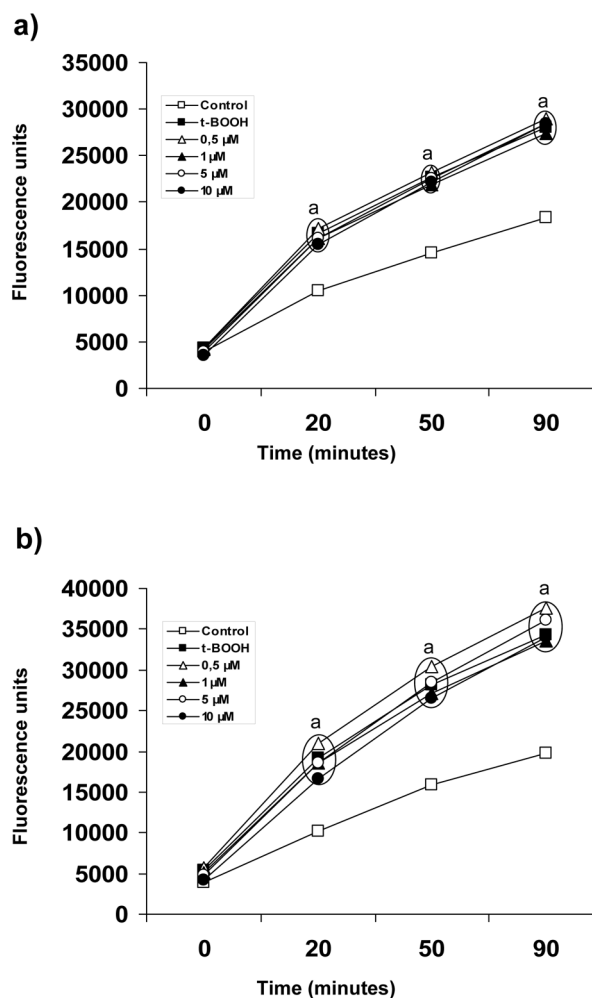 a)
35000
30000
25000
20000
15000
10000
5000
0
Fluorescence units
Control
t-BOOH
0,5 µM
1 µM
5 µM
10 µM
a
a
a
0 20 50 90
Time (minutes)
b)
40000
35000
30000
25000
20000
15000
10000
5000
0
Fluorescence units
Control
t-BOOH
0,5 µM
1 µM
5 µM
10 µM
a
a
a
0 20 50 90
Time (minutes)